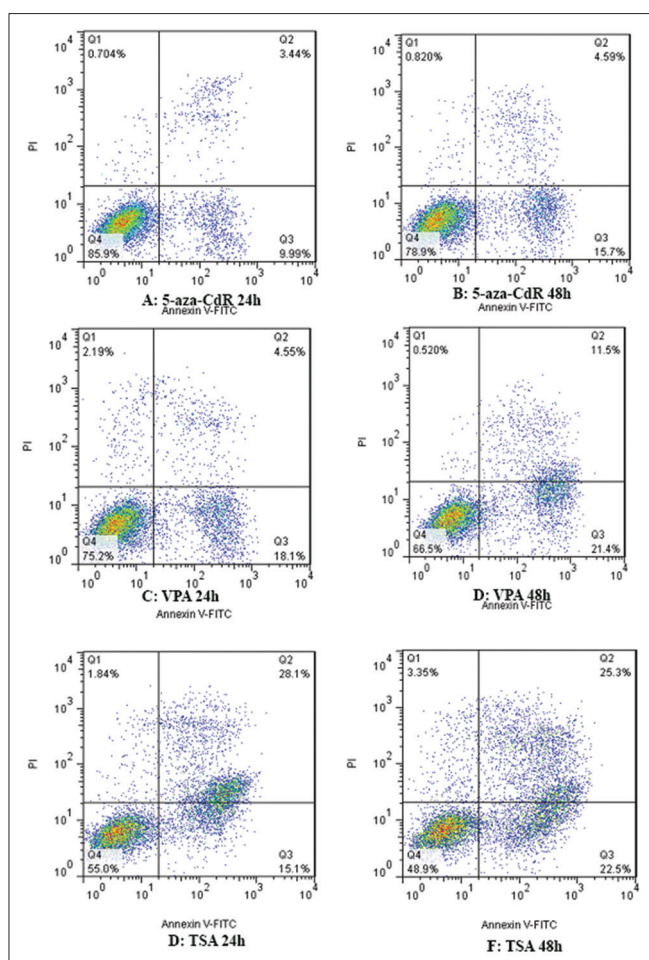 10⁴
Q1
0.704%
Q2
3.44%
10³
PI
10²
10¹
Q4
85.9%
Q3
9.99%
10⁰
10⁰ 10¹ 10² 10³ 10⁴
A: 5-aza-CdR 24h
Annexin V-FITC
10⁴
Q1
0.820%
Q2
4.59%
10³
PI
10²
10¹
Q4
78.9%
Q3
15.7%
10⁰
10⁰ 10¹ 10² 10³ 10⁴
B: 5-aza-CdR 48h
Annexin V-FITC
10⁴
Q1
2.19%
Q2
4.55%
10³
PI
10²
10¹
Q4
75.2%
Q3
18.1%
10⁰
10⁰ 10¹ 10² 10³ 10⁴
C: VPA 24h
Annexin V-FITC
10⁴
Q1
0.520%
Q2
11.5%
10³
PI
10²
10¹
Q4
66.5%
Q3
21.4%
10⁰
10⁰ 10¹ 10² 10³ 10⁴
D: VPA 48h
Annexin V-FITC
10⁴
Q1
1.84%
Q2
28.1%
10³
PI
10²
10¹
Q4
55.0%
Q3
15.1%
10⁰
10⁰ 10¹ 10² 10³ 10⁴
Annexin V-FITC
D: TSA 24h
10⁴
Q1
3.35%
Q2
25.3%
10³
PI
10²
10¹
Q4
48.9%
Q3
22.5%
10⁰
10⁰ 10¹ 10² 10³ 10⁴
Annexin V-FITC
F: TSA 48h